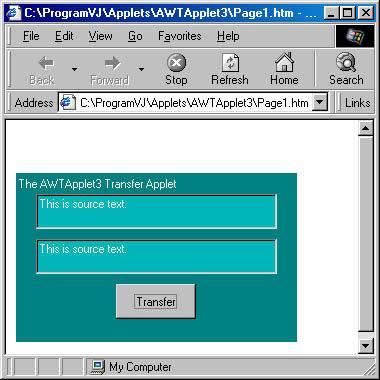 C:\ProgramVJ\Applets\AWTApplet3\Page1.htm - ...
File Edit View Go Favorites Help
Back Forward Stop Refresh Home Search
Address C:\ProgramVJ\Applets\AWTApplet3\Page1.htm Links
The AWTApplet3 Transfer Applet
This is source text.
This is source text.
Transfer
My Computer